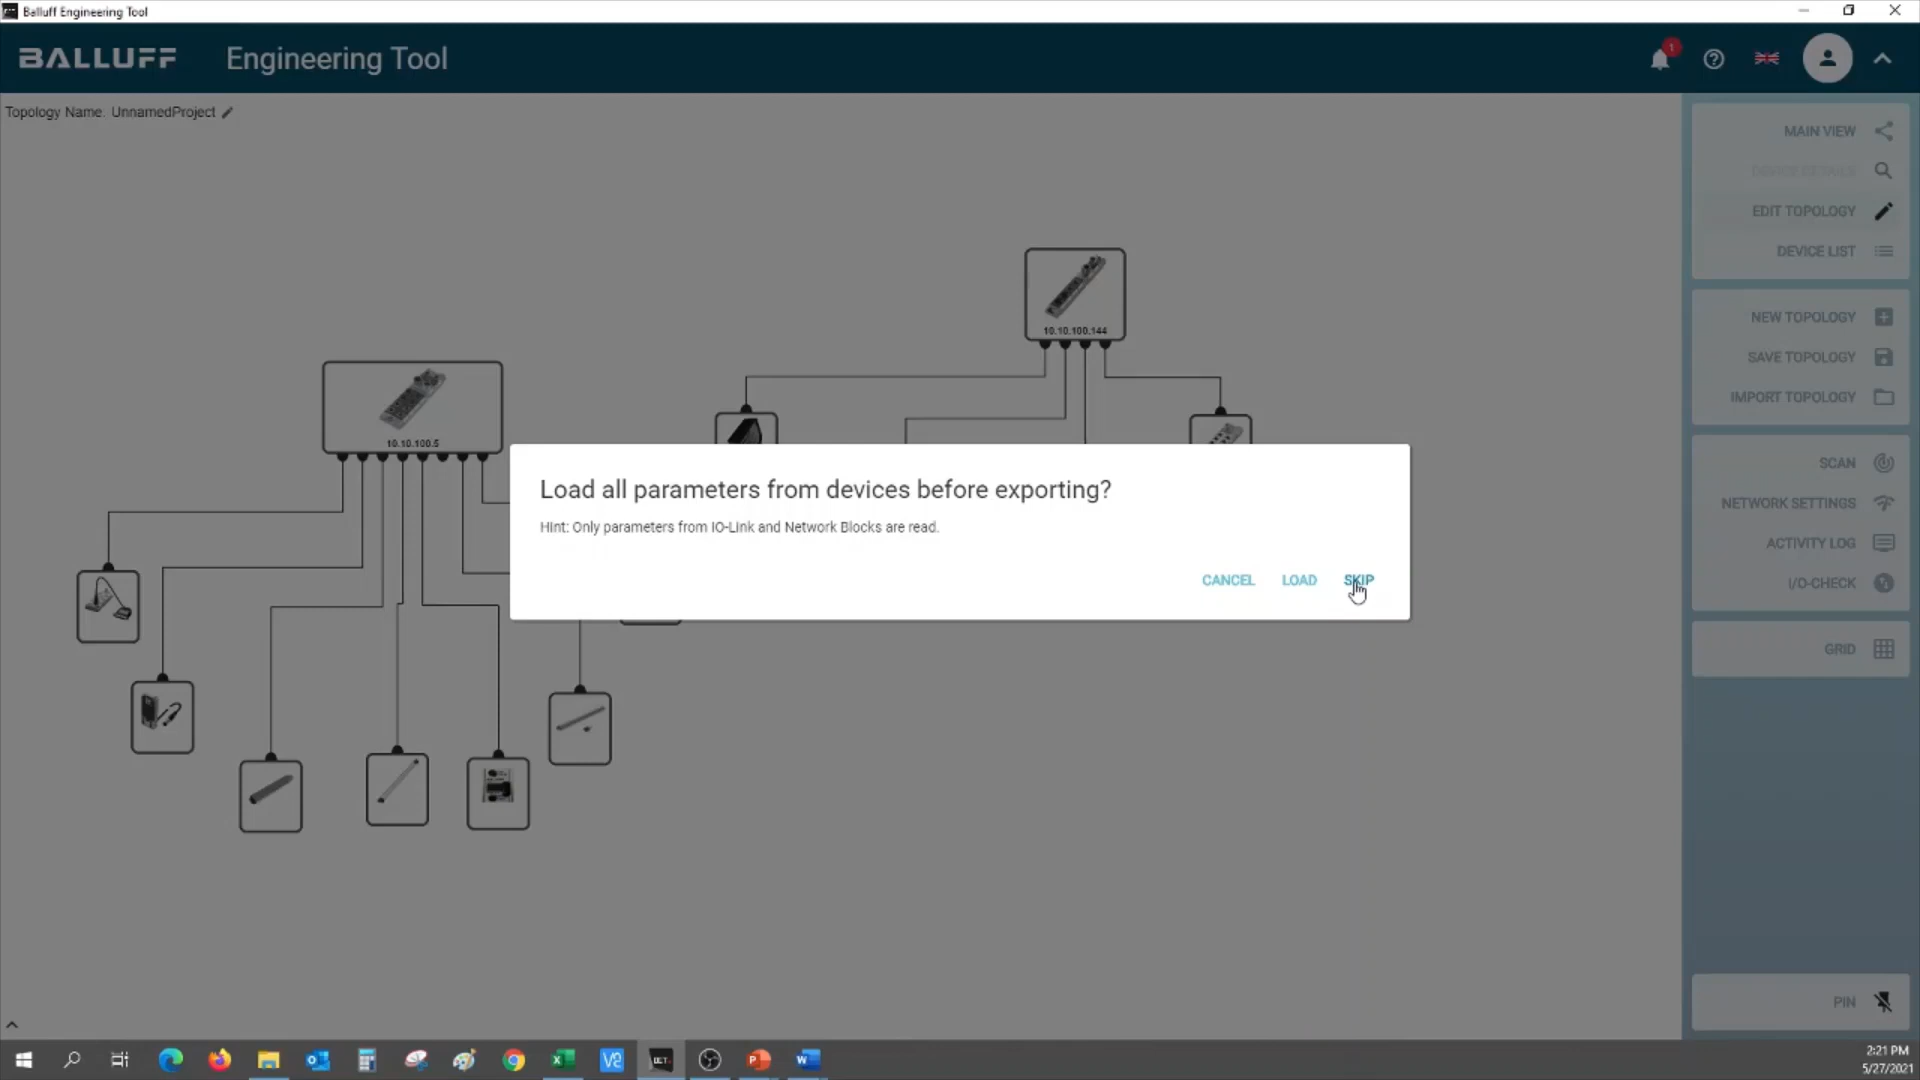 Balluff Engineering Tool
BALLUFF
Engineering Tool
1
Topology Name. UnnamedProject
MAIN VIEW
DEVICE DETAILS
EDIT TOPOLOGY
DEVICE LIST
NEW TOPOLOGY
SAVE TOPOLOGY
IMPORT TOPOLOGY
SCAN
NETWORK SETTINGS
ACTIVITY LOG
I/O-CHECK
GRID
PIN
10.10.100.144
10.10.100.5
Load all parameters from devices before exporting?
Hint: Only parameters from IO-Link and Network Blocks are read.
CANCEL
LOAD
SKIP
2:21 PM
5/27/2021